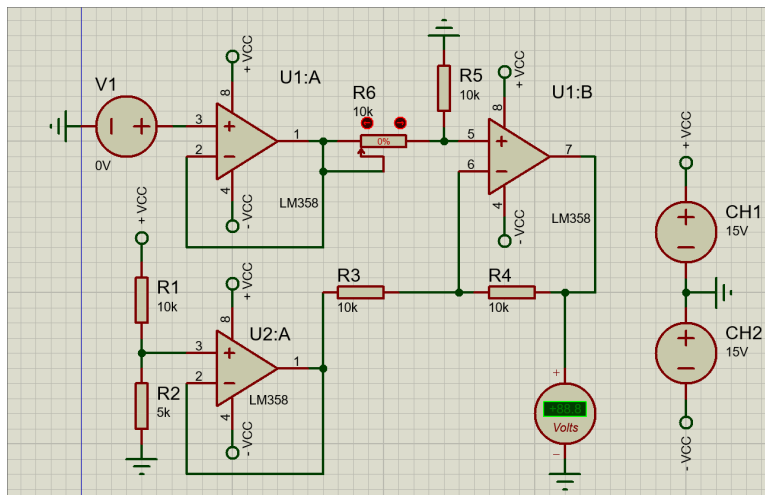 V1
0V
+ VCC
U1:A
8
3
1
2
4
LM358
- VCC
R6
10k
0%
R5
10k
+ VCC
U1:B
8
5
7
6
4
LM358
- VCC
+ VCC
R1
10k
R2
5k
+ VCC
U2:A
8
3
1
2
4
LM358
- VCC
R3
10k
R4
10k
+88.8
Volts
+ VCC
CH1
15V
CH2
15V
- VCC